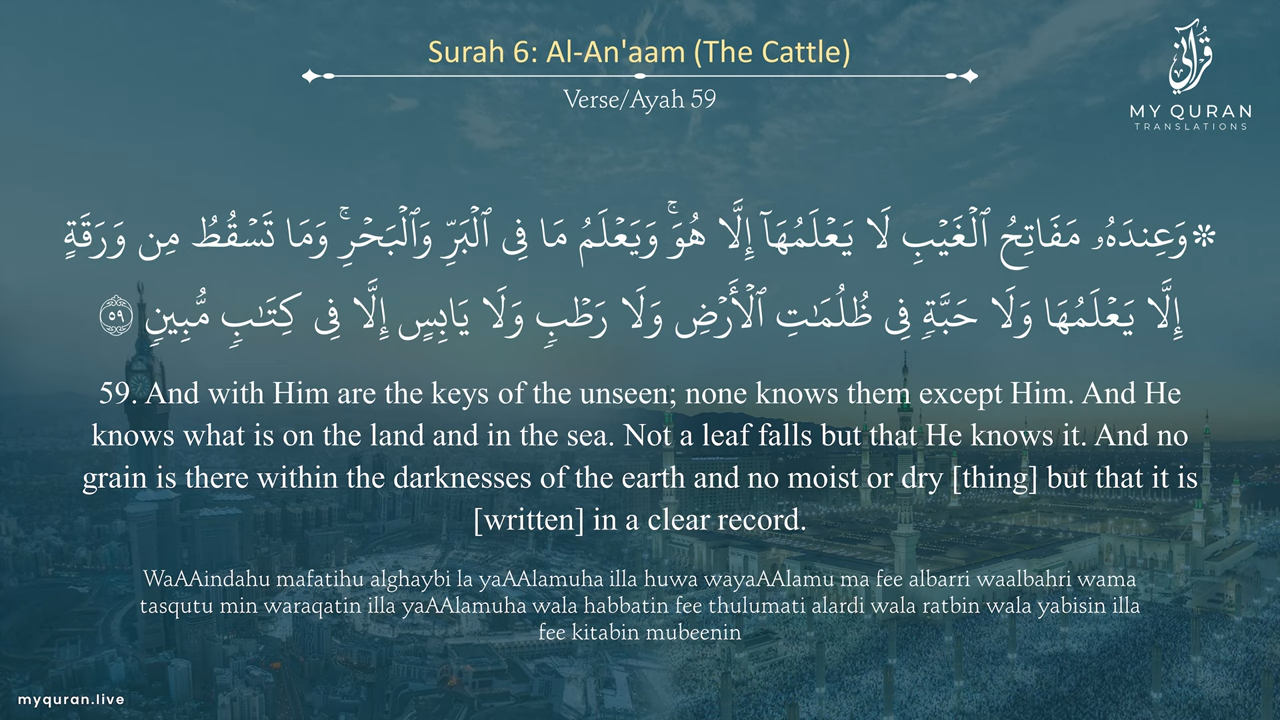 Surah 6: Al-An'aam (The Cattle)
Verse/Ayah 59
قرآني
MY QURAN
TRANSLATIONS
۞وَعِندَهُۥ مَفَاتِحُ ٱلْغَيْبِ لَا يَعْلَمُهَآ إِلَّا هُوَ ۚ وَيَعْلَمُ مَا فِى ٱلْبَرِّ وَٱلْبَحْرِ ۚ وَمَا تَسْقُطُ مِن وَرَقَةٍ
إِلَّا يَعْلَمُهَا وَلَا حَبَّةٍ فِى ظُلُمَـٰتِ ٱلْأَرْضِ وَلَا رَطْبٍ وَلَا يَابِسٍ إِلَّا فِى كِتَـٰبٍ مُّبِينٍ ٥٩
59. And with Him are the keys of the unseen; none knows them except Him. And He
knows what is on the land and in the sea. Not a leaf falls but that He knows it. And no
grain is there within the darknesses of the earth and no moist or dry [thing] but that it is
[written] in a clear record.
WaAAindahu mafatihu alghaybi la yaAAlamuha illa huwa wayaAAlamu ma fee albarri waalbahri wama
tasqutu min waraqatin illa yaAAlamuha wala habbatin fee thulumati alardi wala ratbin wala yabisin illa
fee kitabin mubeenin
myquran.live